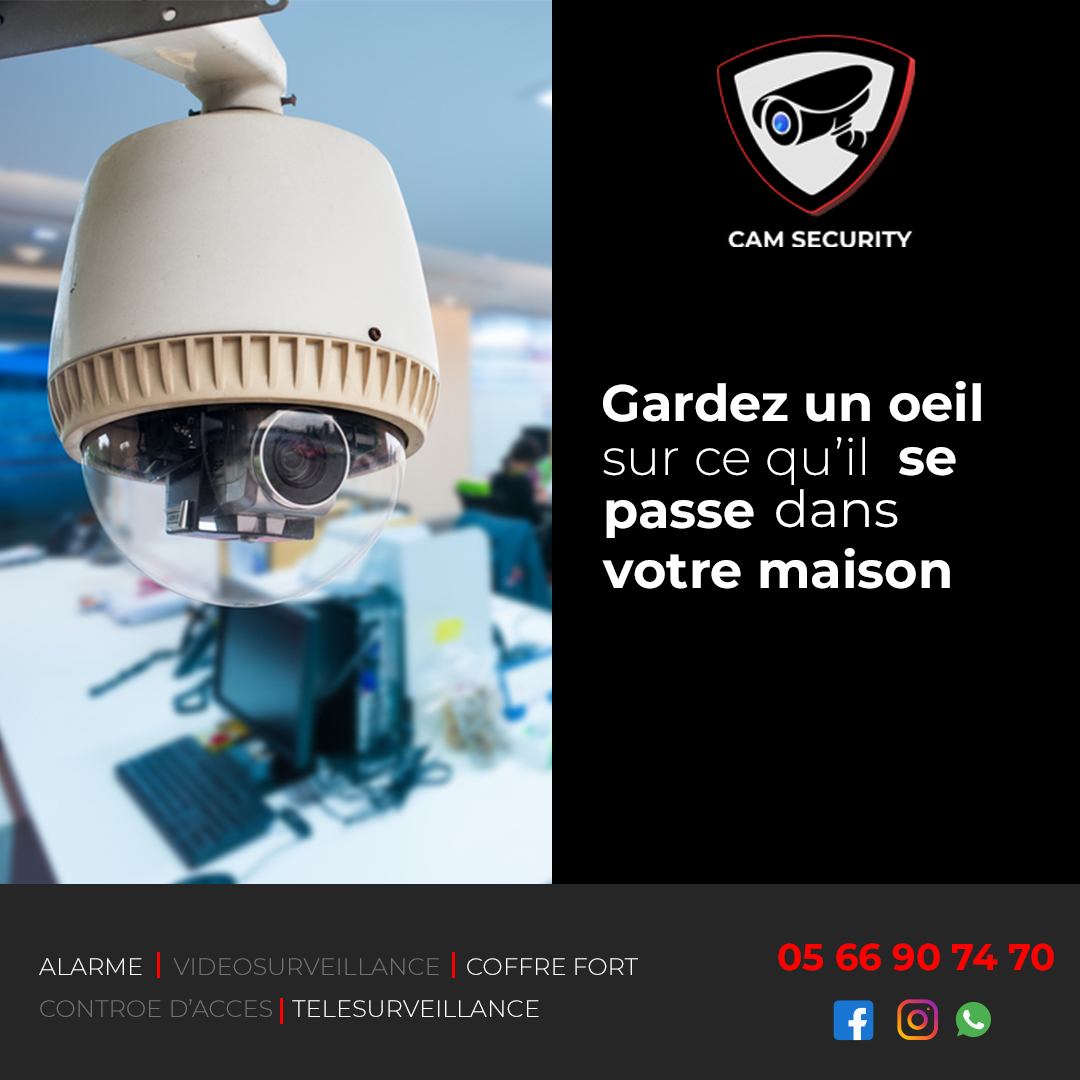 CAM SECURITY
Gardez un oeil
sur ce qu’il se
passe dans
votre maison
ALARME | VIDEOSURVEILLANCE | COFFRE FORT
CONTROE D’ACCES | TELESURVEILLANCE
05 66 90 74 70